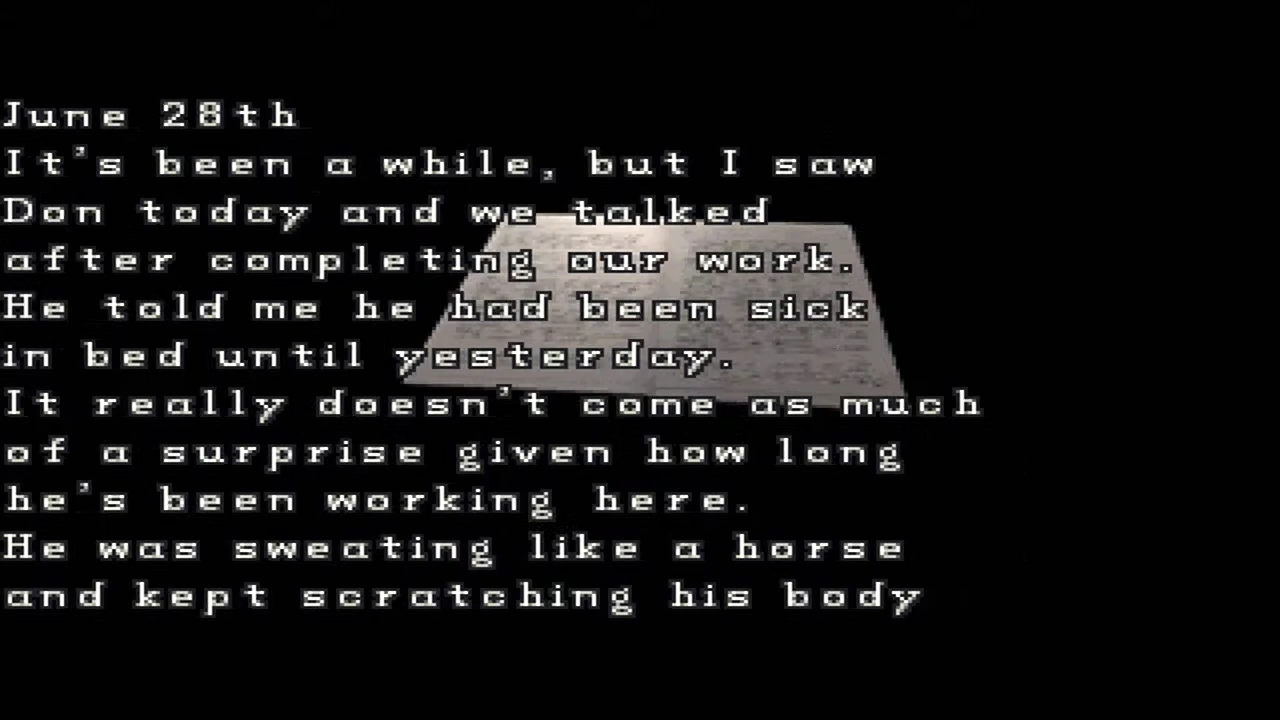 June 28th
It's been a while, but I saw
Don today and we talked
after completing our work.
He told me he had been sick
in bed until yesterday.
It really doesn't come as much
of a surprise given how long
he's been working here.
He was sweating like a horse
and kept scratching his body